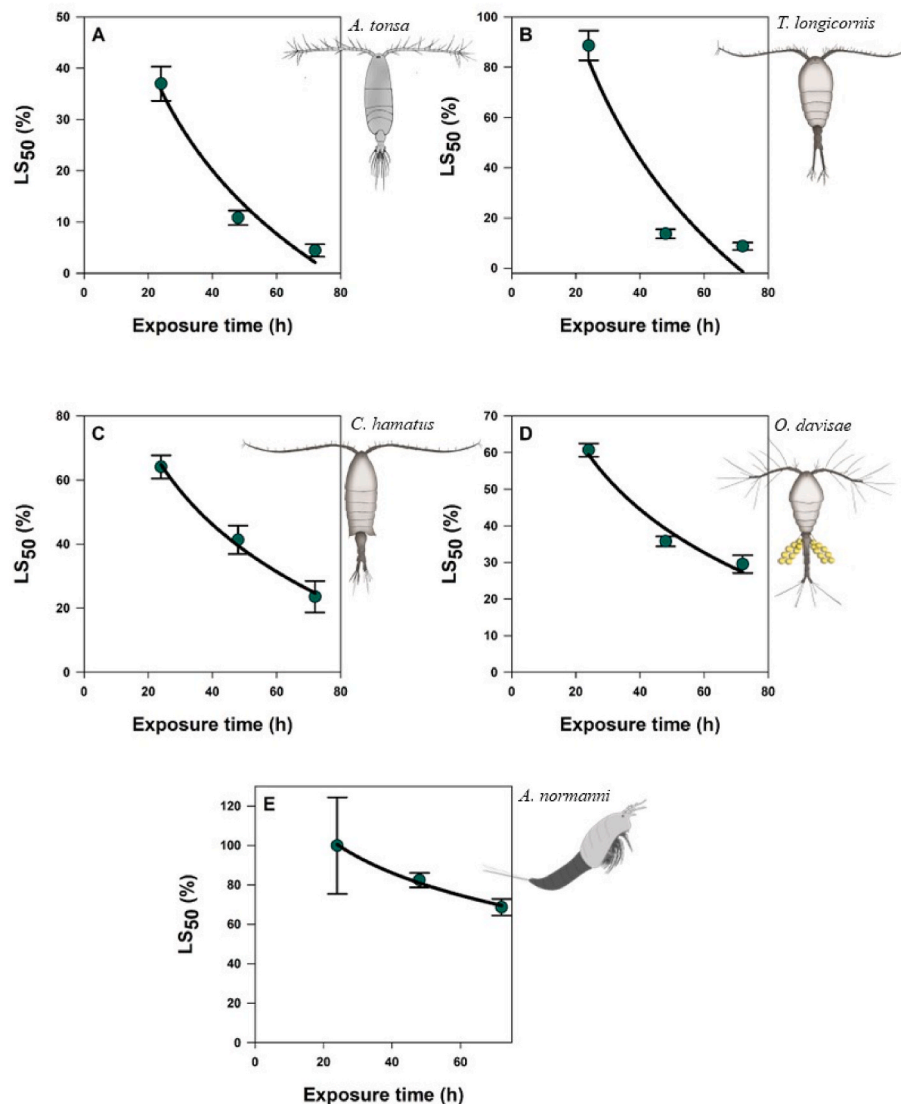 A
A. tonsa
LS50 (%)
50
40
30
20
10
0
0 20 40 60 80
Exposure time (h)
B
T. longicornis
LS50 (%)
100
80
60
40
20
0
0 20 40 60 80
Exposure time (h)
C
C. hamatus
LS50 (%)
80
60
40
20
0
0 20 40 60 80
Exposure time (h)
D
O. davisae
LS50 (%)
70
60
50
40
30
20
10
0
0 20 40 60 80
Exposure time (h)
E
A. normanni
LS50 (%)
120
100
80
60
40
20
0
0 20 40 60
Exposure time (h)